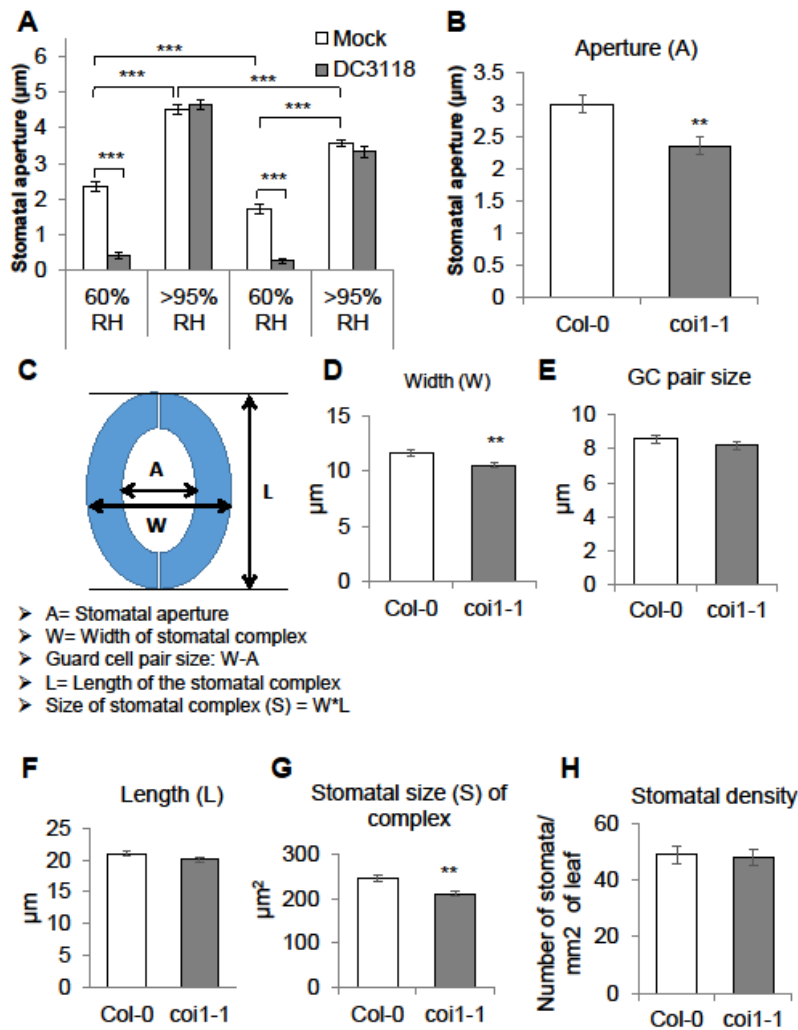 A
Mock
DC3118
Stomatal aperture (µm)
6
5
4
3
2
1
0
***
***
***
***
***
***
60% RH
>95% RH
60% RH
>95% RH
B
Aperture (A)
Stomatal aperture (µm)
3.5
3
2.5
2
1.5
1
0.5
0
**
Col-0
coi1-1
C
A
W
L
➢ A= Stomatal aperture
➢ W= Width of stomatal complex
➢ Guard cell pair size: W-A
➢ L= Length of the stomatal complex
➢ Size of stomatal complex (S) = W*L
D
Width (W)
µm
15
10
5
0
**
Col-0
coi1-1
E
GC pair size
µm
10
8
6
4
2
0
Col-0
coi1-1
F
Length (L)
µm
25
20
15
10
5
0
Col-0
coi1-1
G
Stomatal size (S) of
complex
µm²
300
200
100
0
**
Col-0
coi1-1
H
Stomatal density
Number of stomata/
mm2 of leaf
60
40
20
0
Col-0
coi1-1